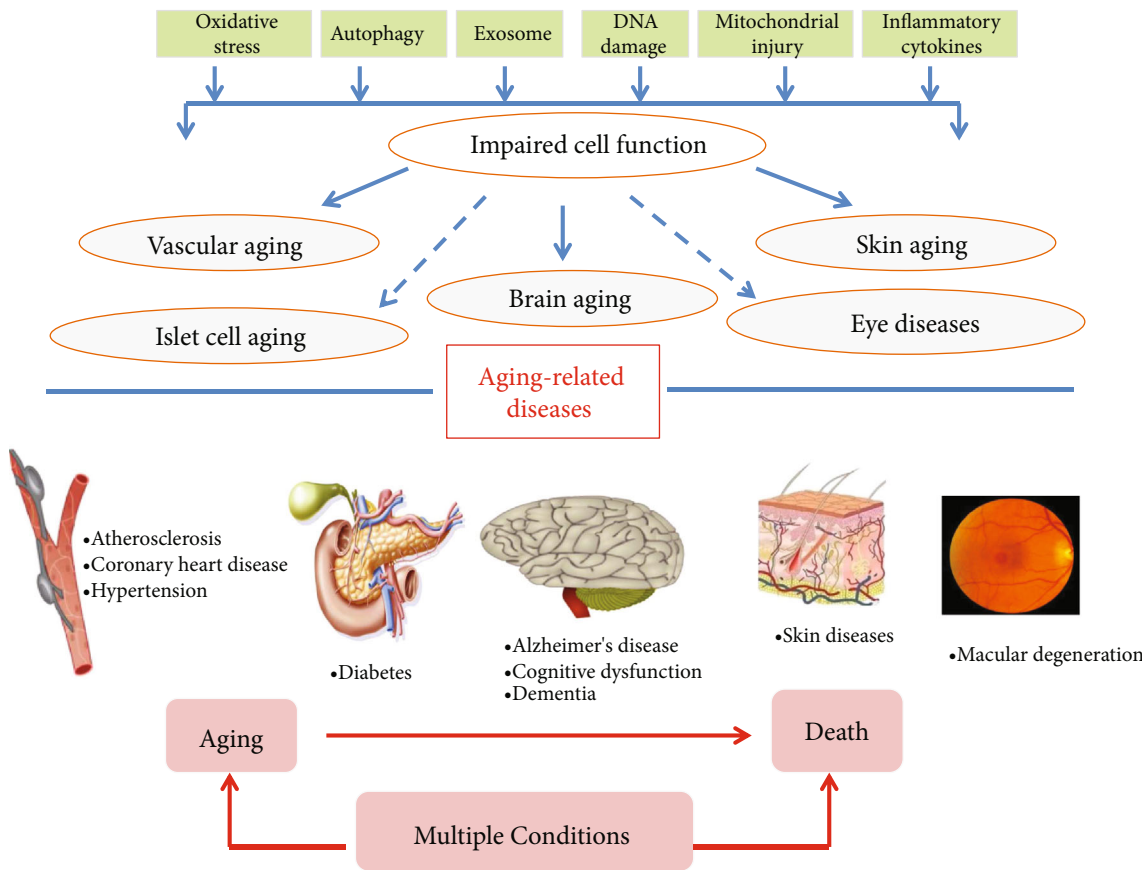 Oxidative
stress
Autophagy
Exosome
DNA
damage
Mitochondrial
injury
Inflammatory
cytokines
Impaired cell function
Vascular aging
Skin aging
Brain aging
Islet cell aging
Eye diseases
Aging-related
diseases
•Atherosclerosis
•Coronary heart disease
•Hypertension
•Diabetes
•Alzheimer's disease
•Cognitive dysfunction
•Dementia
•Skin diseases
•Macular degeneration
Aging
Death
Multiple Conditions